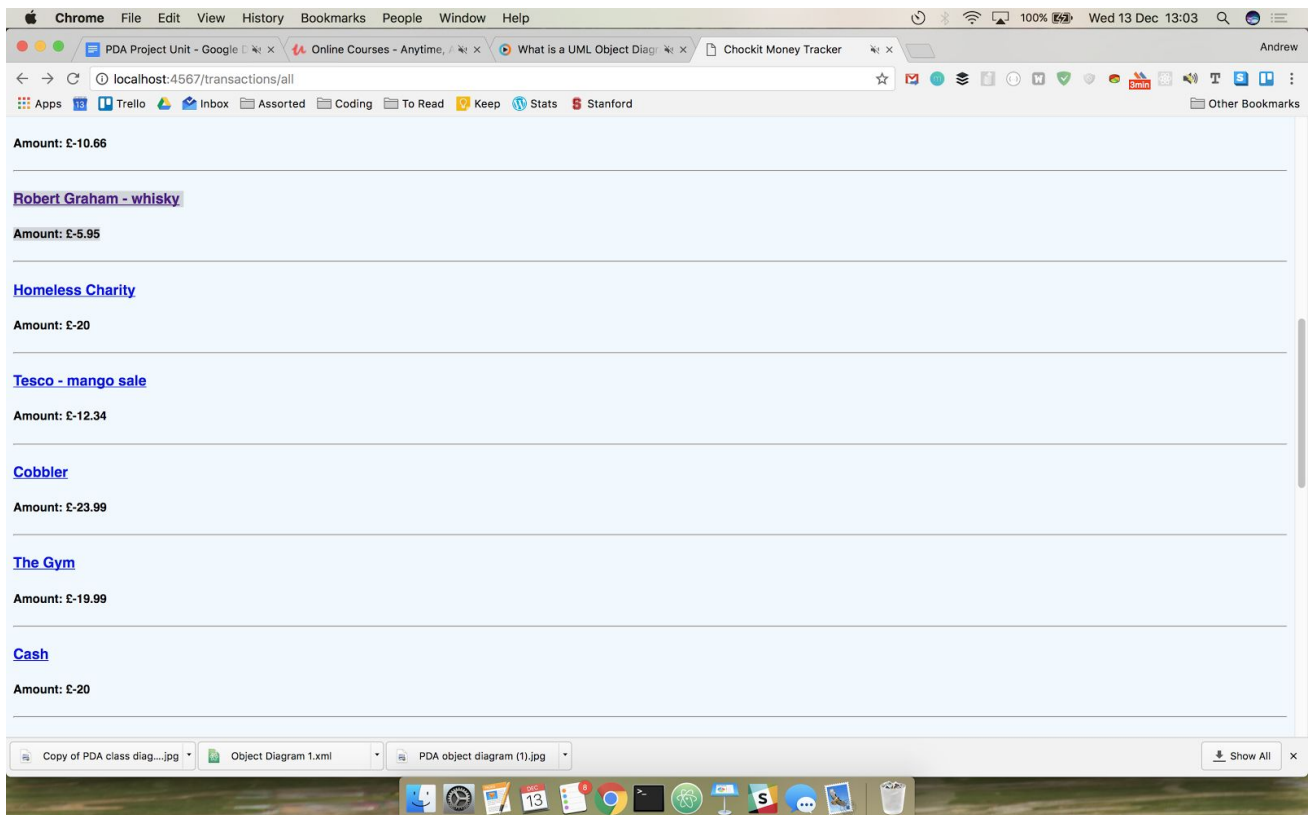 Chrome File Edit View History Bookmarks People Window Help 100% Wed 13 Dec 13:03
PDA Project Unit - Google D Online Courses - Anytime, A What is a UML Object Diagr Chockit Money Tracker Andrew
localhost:4567/transactions/all 3min
Apps 13 Trello Inbox Assorted Coding To Read Keep Stats Stanford Other Bookmarks
Amount: £-10.66
Robert Graham - whisky
Amount: £-5.95
Homeless Charity
Amount: £-20
Tesco - mango sale
Amount: £-12.34
Cobbler
Amount: £-23.99
The Gym
Amount: £-19.99
Cash
Amount: £-20
Copy of PDA class diag....jpg Object Diagram 1.xml PDA object diagram (1).jpg Show All
DEC 13 8 S